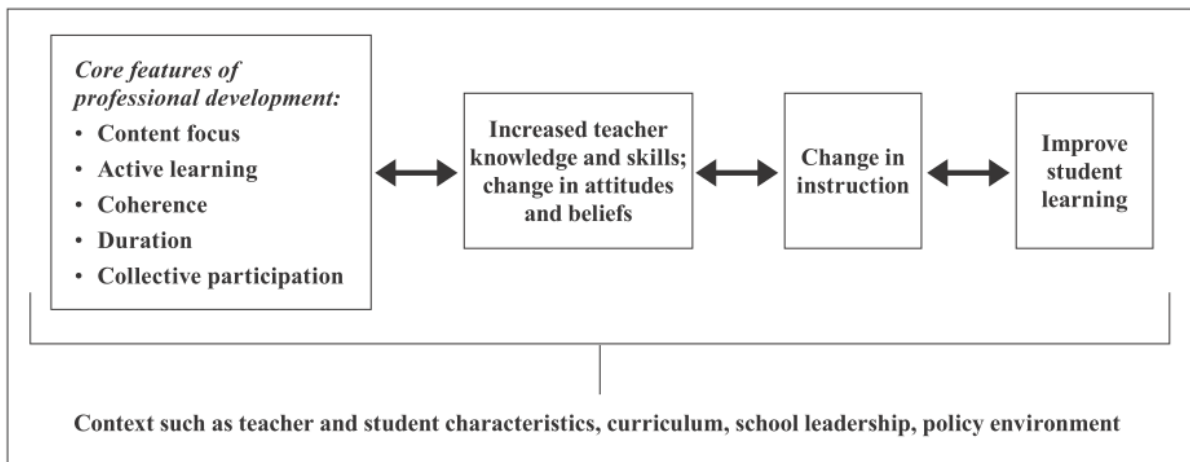 Core features of
professional development:
• Content focus
• Active learning
• Coherence
• Duration
• Collective participation
Increased teacher
knowledge and skills;
change in attitudes
and beliefs
Change in
instruction
Improve
student
learning
Context such as teacher and student characteristics, curriculum, school leadership, policy environment